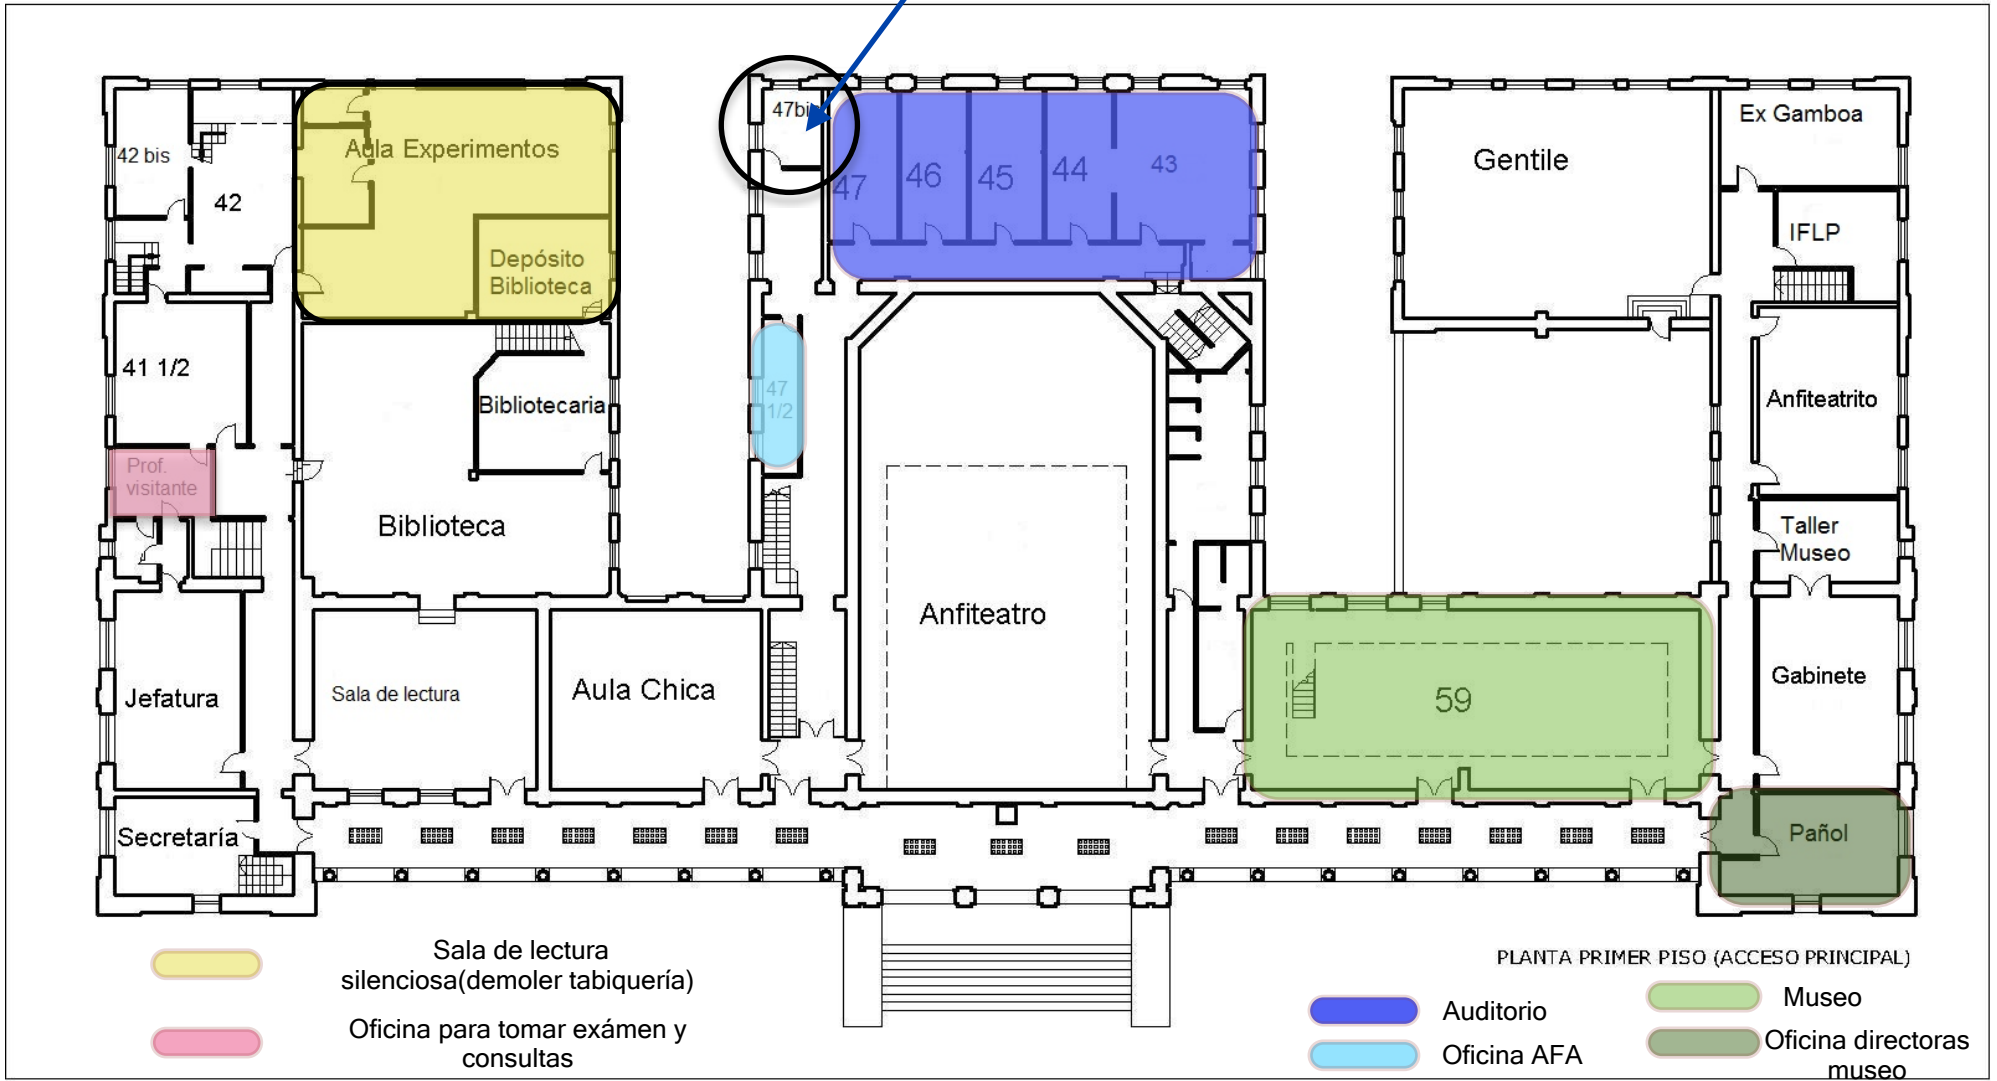 47bis
42 bis
42
Aula Experimentos
47
46
45
44
43
Gentile
Ex Gamboa
IFLP
Depósito
Biblioteca
41 1/2
47
1/2
Bibliotecaria
Anfiteatrito
Prof.
visitante
Biblioteca
Taller
Museo
Anfiteatro
Jefatura
Sala de lectura
Aula Chica
59
Gabinete
Secretaría
Pañol
Sala de lectura
silenciosa(demoler tabiquería)
Oficina para tomar exámen y
consultas
PLANTA PRIMER PISO (ACCESO PRINCIPAL)
Auditorio
Oficina AFA
Museo
Oficina directoras
museo